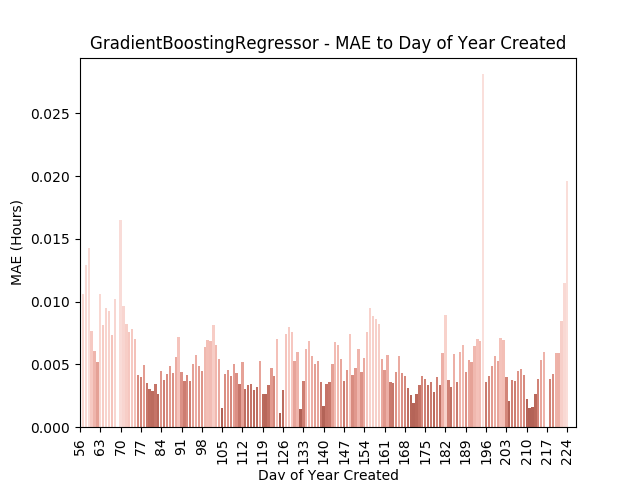 GradientBoostingRegressor - MAE to Day of Year Created
MAE (Hours)
0.025
0.020
0.015
0.010
0.005
0.000
56 63 70 77 84 91 98 105 112 119 126 133 140 147 154 161 168 175 182 189 196 203 210 217 224
Day of Year Created